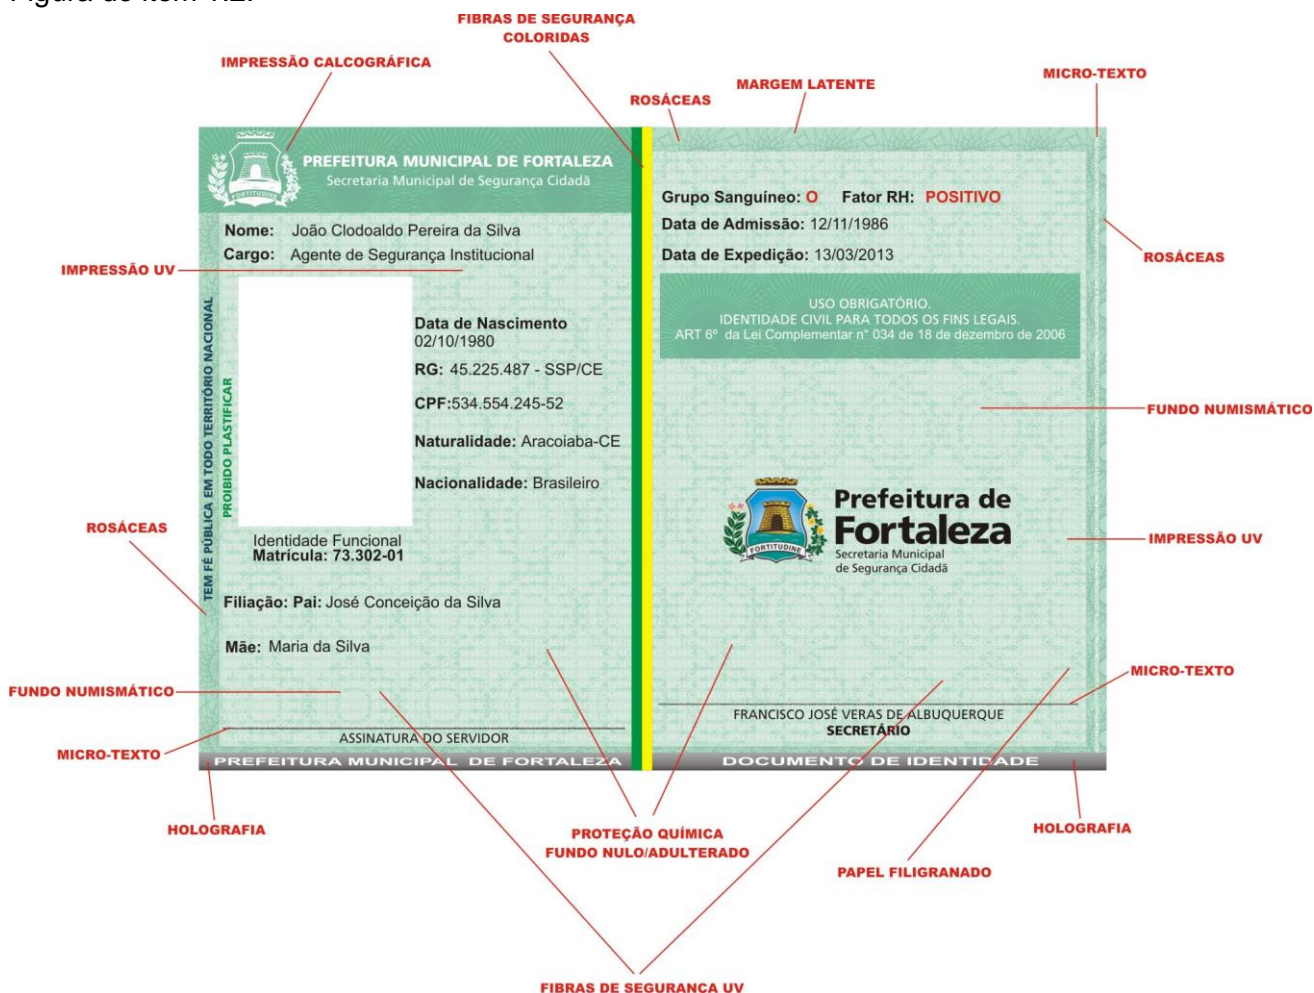 FIBRAS DE SEGURANÇA
COLORIDAS
IMPRESSÃO CALCOGRÁFICA
MICRO-TEXTO
MARGEM LATENTE
ROSÁCEAS
PREFEITURA MUNICIPAL DE FORTALEZA
Secretaria Municipal de Segurança Cidadã
FORTITUDINE
Nome: João Clodoaldo Pereira da Silva
Cargo: Agente de Segurança Institucional
IMPRESSÃO UV
TEM FÉ PÚBLICA EM TODO TERRITÓRIO NACIONAL
PROIBIDO PLASTIFICAR
Data de Nascimento
02/10/1980
RG: 45.225.487 - SSP/CE
CPF:534.554.245-52
Naturalidade: Aracoiaba-CE
Nacionalidade: Brasileiro
ROSÁCEAS
Identidade Funcional
Matrícula: 73.302-01
Filiação: Pai: José Conceição da Silva
Mãe: Maria da Silva
FUNDO NUMISMÁTICO
ASSINATURA DO SERVIDOR
MICRO-TEXTO
PREFEITURA MUNICIPAL DE FORTALEZA
HOLOGRAFIA
Grupo Sanguíneo: O Fator RH: POSITIVO
Data de Admissão: 12/11/1986
Data de Expedição: 13/03/2013
ROSÁCEAS
USO OBRIGATÓRIO.
IDENTIDADE CIVIL PARA TODOS OS FINS LEGAIS.
ART 6º da Lei Complementar n° 034 de 18 de dezembro de 2006
FUNDO NUMISMÁTICO
FORTITUDINE
Prefeitura de
Fortaleza
Secretaria Municipal
de Segurança Cidadã
IMPRESSÃO UV
MICRO-TEXTO
FRANCISCO JOSÉ VERAS DE ALBUQUERQUE
SECRETÁRIO
DOCUMENTO DE IDENTIDADE
HOLOGRAFIA
PROTEÇÃO QUÍMICA
FUNDO NULO/ADULTERADO
PAPEL FILIGRANADO
FIBRAS DE SEGURANCA UV